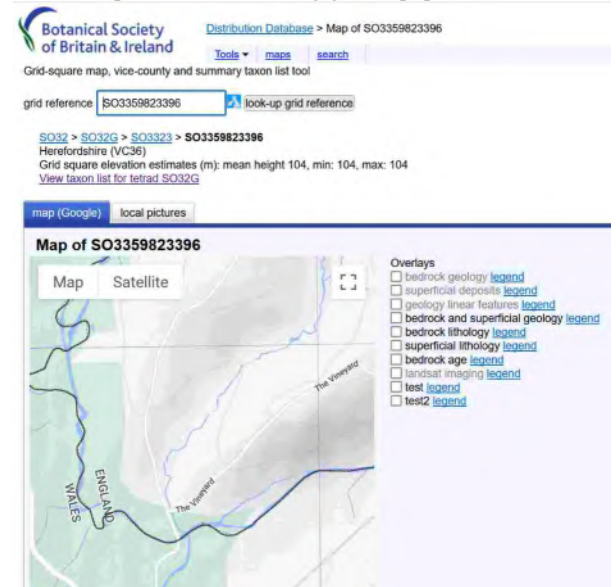 Botanical Society
of Britain & Ireland
Distribution Database > Map of SO3359823396
Tools ▾ maps search
Grid-square map, vice-county and summary taxon list tool
grid reference SO3359823396 look-up grid reference
SO32 > SO32G > SO3323 > SO3359823396
Herefordshire (VC36)
Grid square elevation estimates (m): mean height 104, min: 104, max: 104
View taxon list for tetrad SO32G
map (Google) local pictures
Map of SO3359823396
Map Satellite
The Vineyard
The Vineyard
ENGLAND
WALES
Overlays
bedrock geology legend
superficial deposits legend
geology linear features legend
bedrock and superficial geology legend
bedrock lithology legend
superficial lithology legend
bedrock age legend
landsat imaging legend
test legend
test2 legend